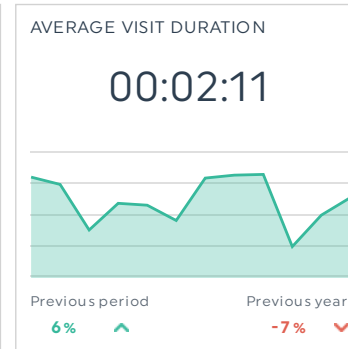 AVERAGE VISIT DURATION
00:02:11
Previous period
Previous year
6%
-7%